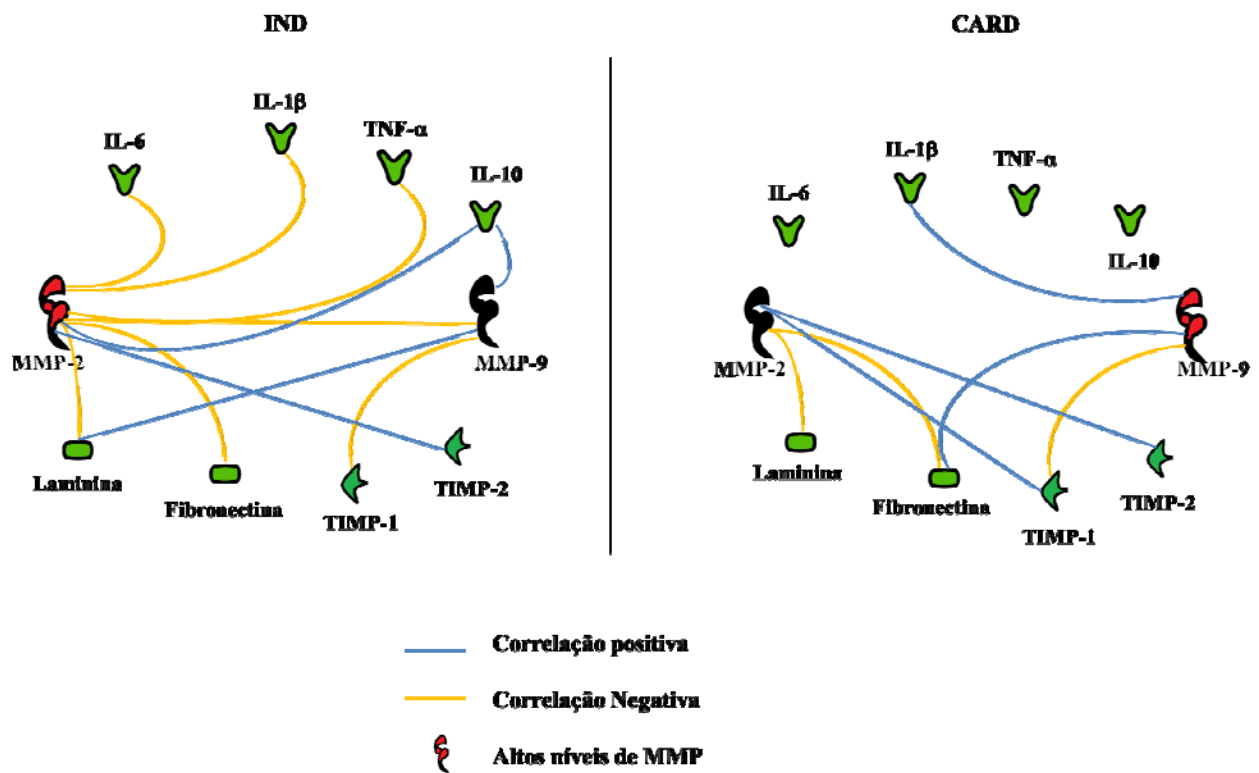 IND
IL-6
IL-1β
TNF-α
IL-10
MMP-2
MMP-9
Laminina
Fibronectina
TIMP-1
TIMP-2
CARD
IL-6
IL-1β
TNF-α
IL-10
MMP-2
MMP-9
Laminina
Fibronectina
TIMP-1
TIMP-2
Correlação positiva
Correlação Negativa
Altos níveis de MMP